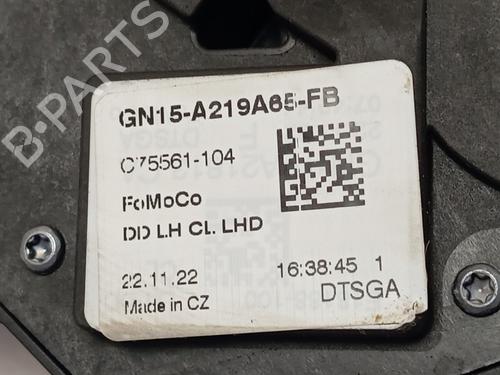 B-Parts
GN15-A219A65-FB
C75561-104
FoMoCo
DD LH CL LHD
22.11.22 16:38:45 1
Made in CZ DTSGA